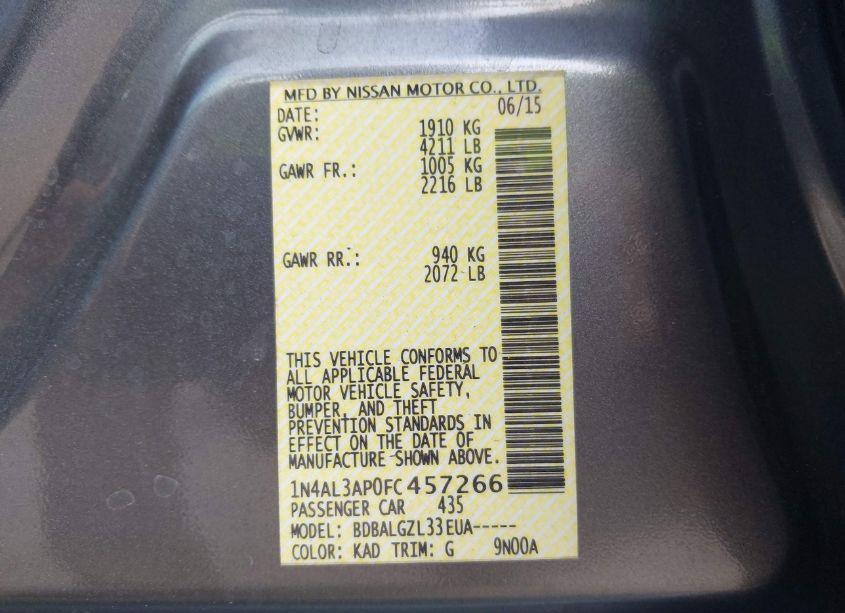 MFD BY NISSAN MOTOR CO., LTD.
DATE: 06/15
GVWR: 1910 KG
4211 LB
GAWR FR.: 1005 KG
2216 LB
GAWR RR.: 940 KG
2072 LB
THIS VEHICLE CONFORMS TO
ALL APPLICABLE FEDERAL
MOTOR VEHICLE SAFETY,
BUMPER, AND THEFT
PREVENTION STANDARDS IN
EFFECT ON THE DATE OF
MANUFACTURE SHOWN ABOVE.
1N4AL3AP0FC457266
PASSENGER CAR 435
MODEL: BDBALGZL33EUA-----
COLOR: KAD TRIM: G 9N00A